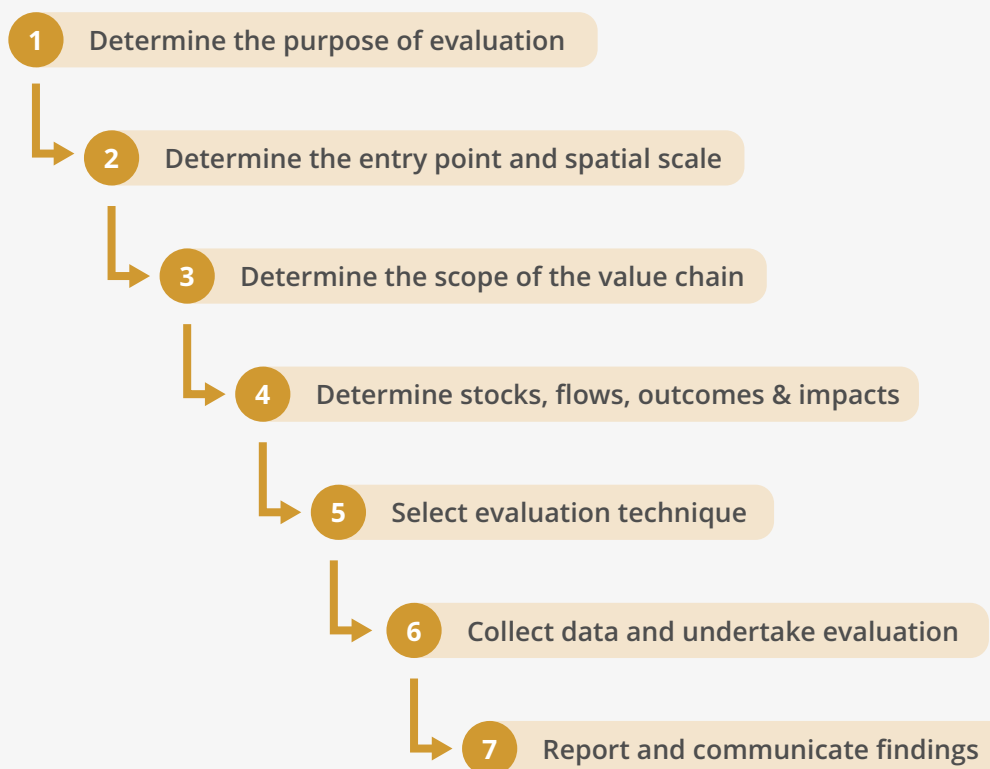 1 Determine the purpose of evaluation
2 Determine the entry point and spatial scale
3 Determine the scope of the value chain
4 Determine stocks, flows, outcomes & impacts
5 Select evaluation technique
6 Collect data and undertake evaluation
7 Report and communicate findings